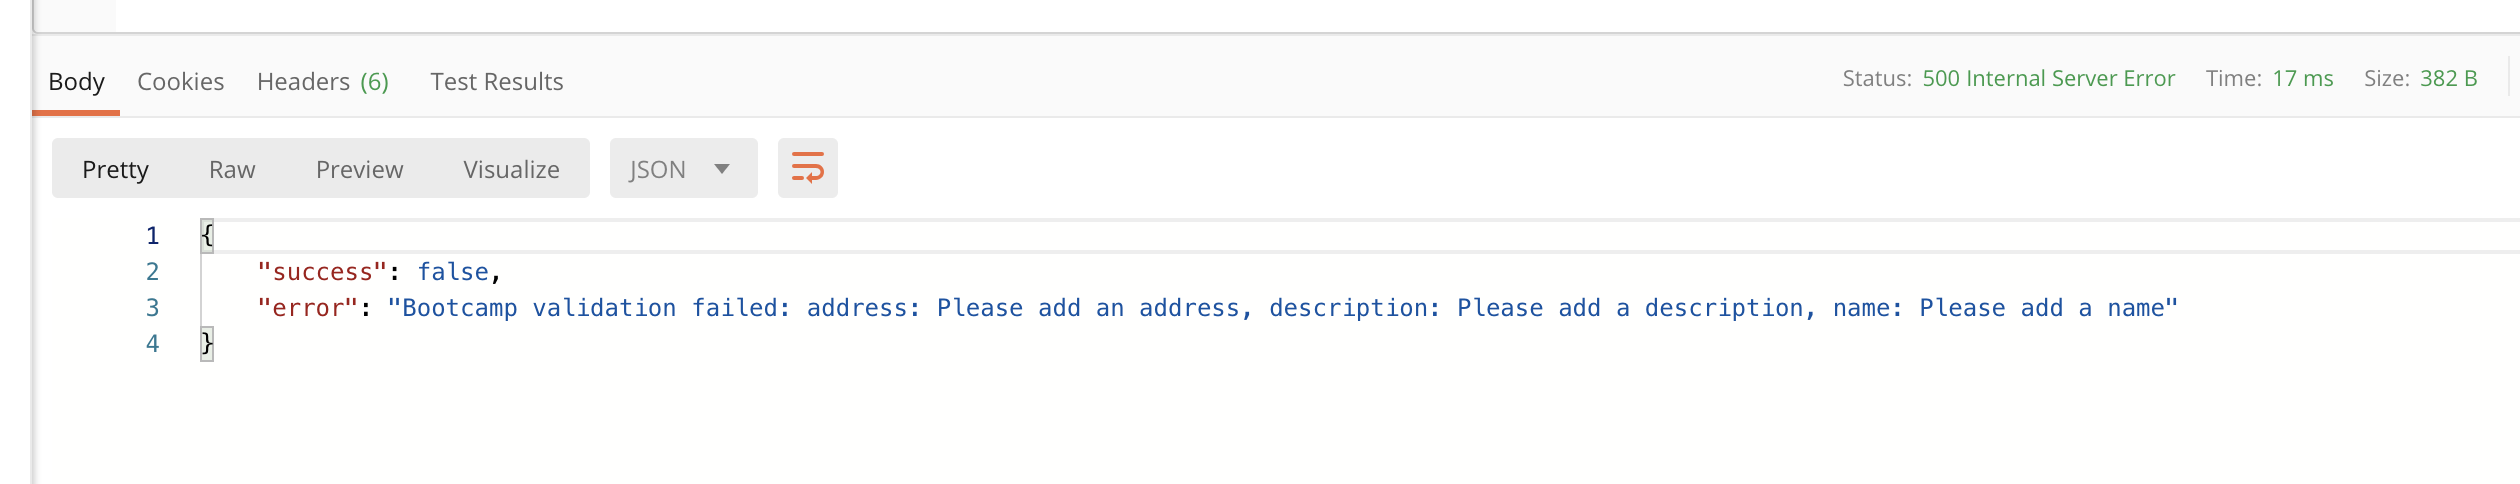 Body Cookies Headers (6) Test Results Status: 500 Internal Server Error Time: 17 ms Size: 382 B
Pretty Raw Preview Visualize JSON
1 {
2 "success": false,
3 "error": "Bootcamp validation failed: address: Please add an address, description: Please add a description, name: Please add a name"
4 }